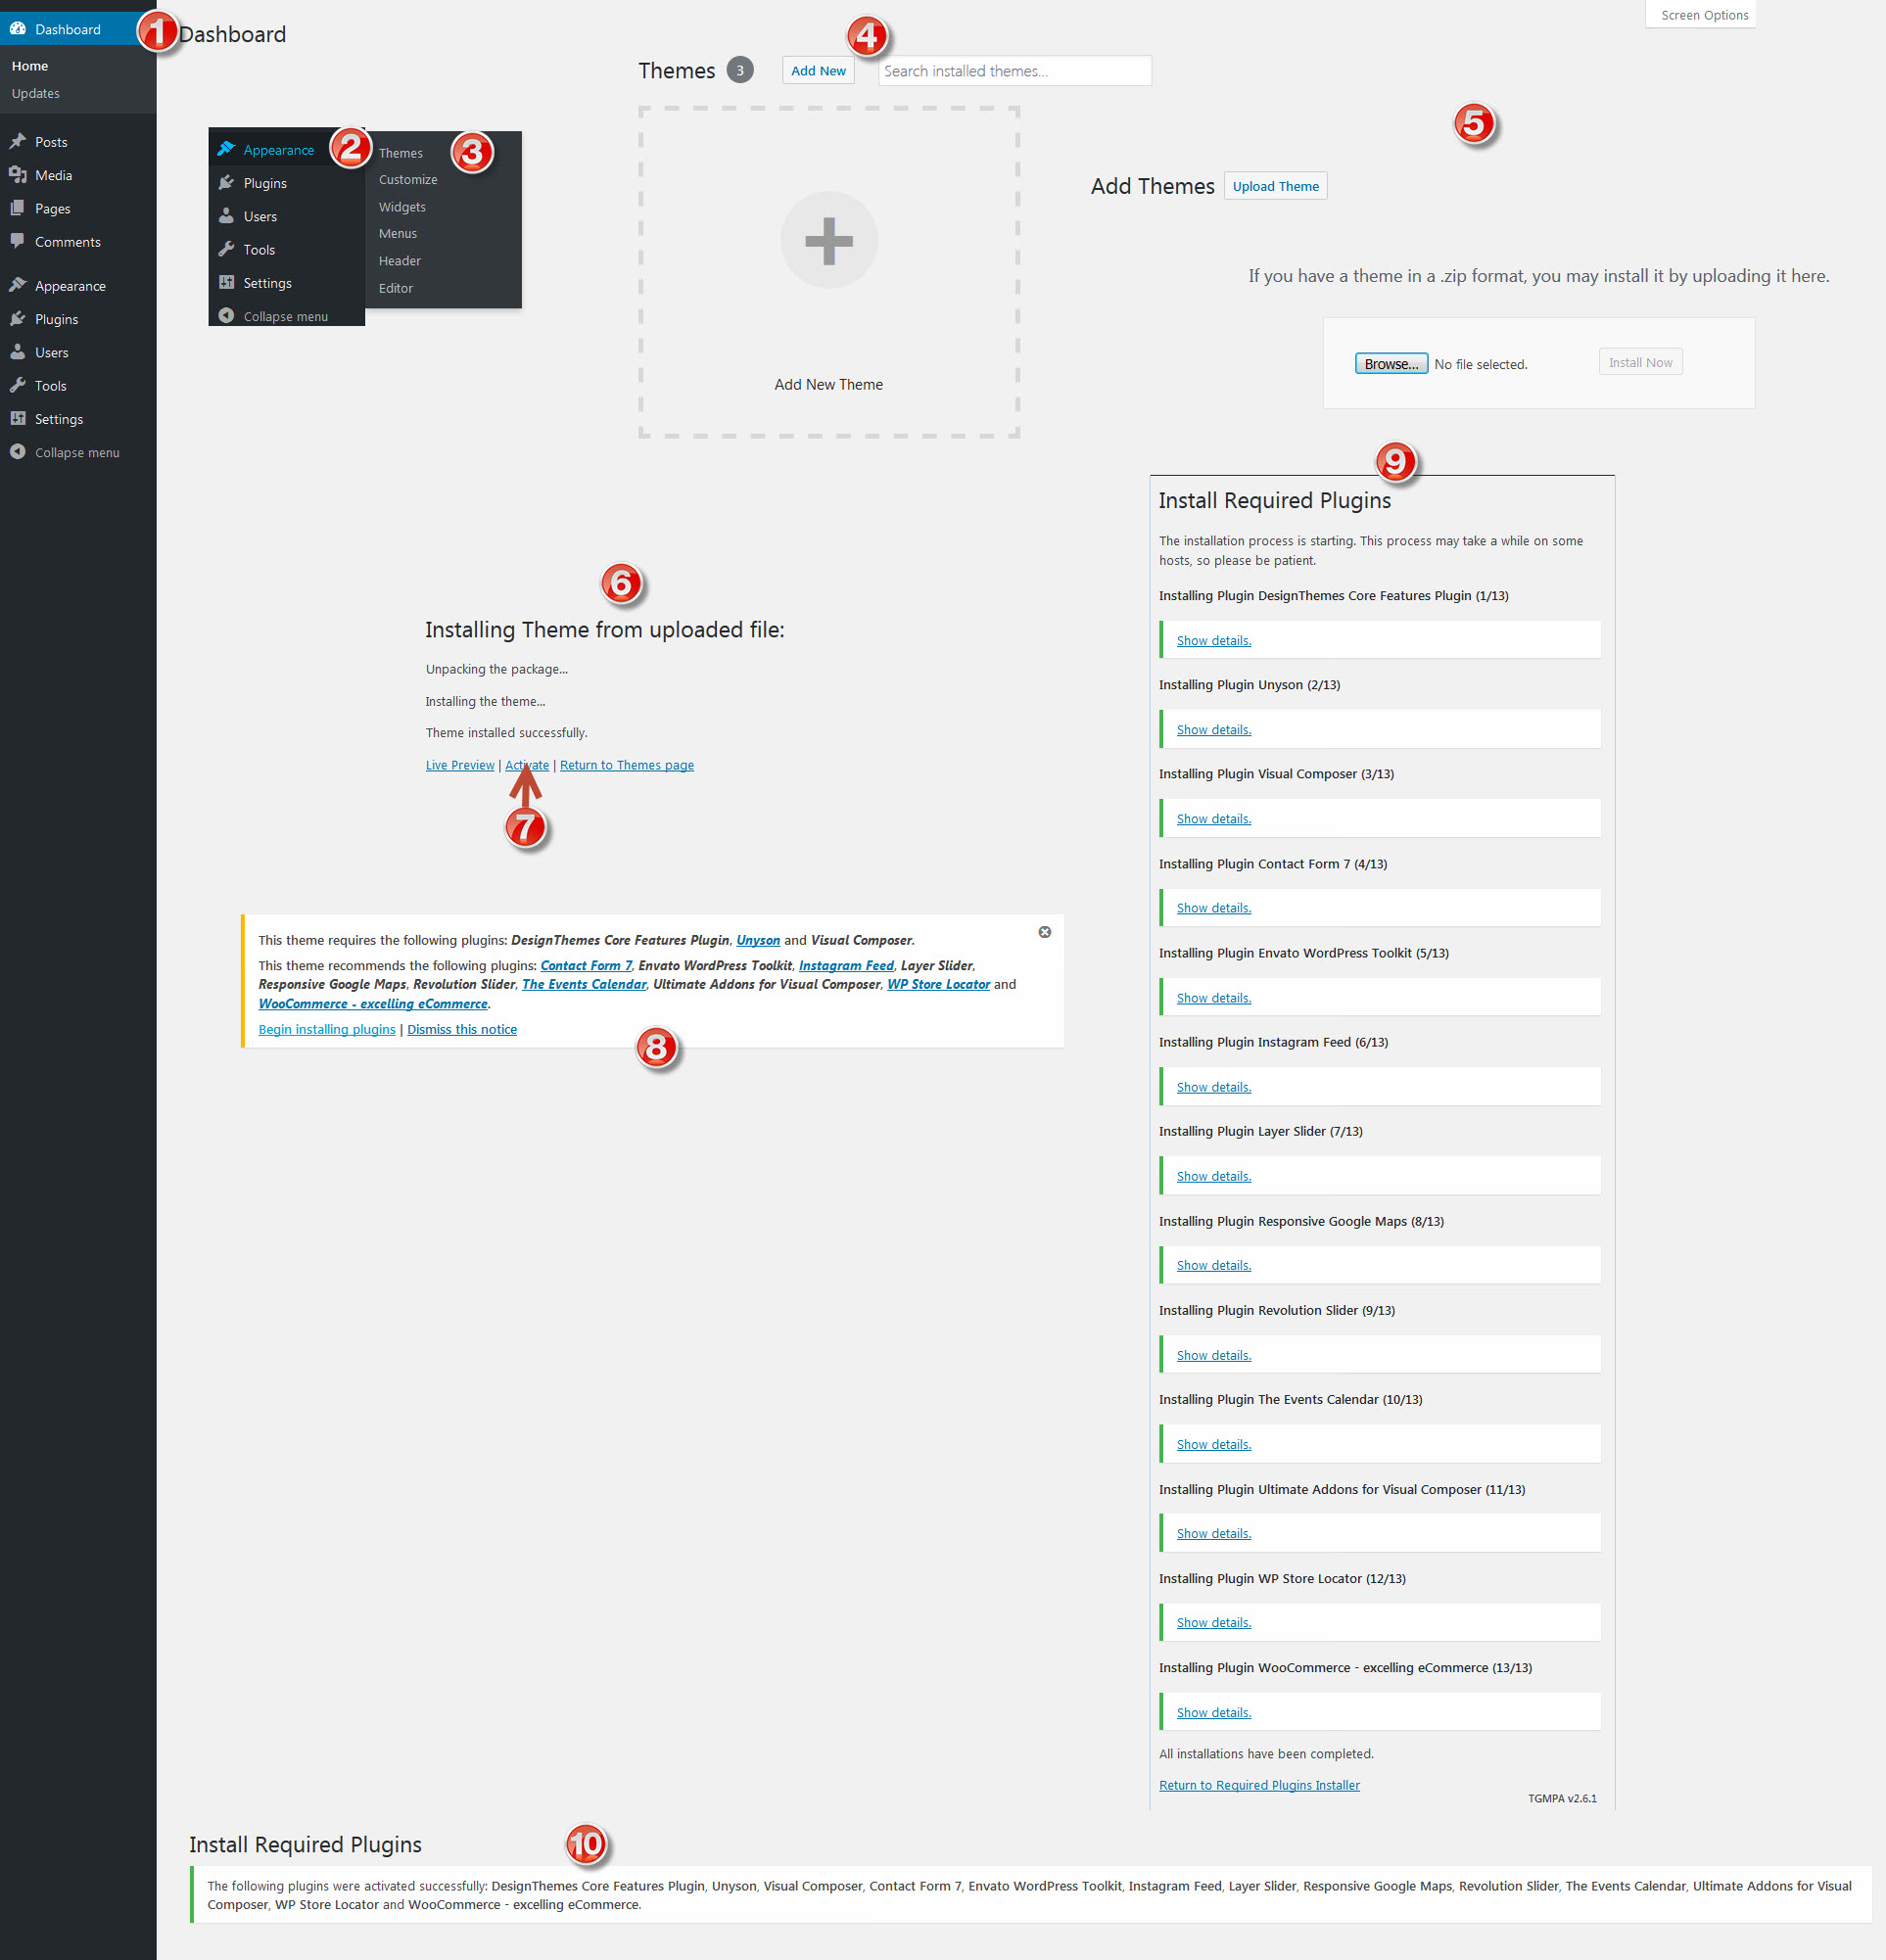 Dashboard
Home
Updates
Posts
Media
Pages
Comments
Appearance
Plugins
Users
Tools
Settings
Collapse menu
1
Dashboard
Screen Options
2
Appearance
Plugins
Users
Tools
Settings
Collapse menu
3
Themes
Customize
Widgets
Menus
Header
Editor
4
Themes 3 Add New Search installed themes...
Add New Theme
5
Add Themes Upload Theme
If you have a theme in a .zip format, you may install it by uploading it here.
Browse... No file selected. Install Now
6
Installing Theme from uploaded file:
Unpacking the package...
Installing the theme...
Theme installed successfully.
Live Preview | Activate | Return to Themes page
7
This theme requires the following plugins: DesignThemes Core Features Plugin, Unyson and Visual Composer.
This theme recommends the following plugins: Contact Form 7, Envato WordPress Toolkit, Instagram Feed, Layer Slider,
Responsive Google Maps, Revolution Slider, The Events Calendar, Ultimate Addons for Visual Composer, WP Store Locator and
WooCommerce - excelling eCommerce.
Begin installing plugins | Dismiss this notice
8
9
Install Required Plugins
The installation process is starting. This process may take a while on some
hosts, so please be patient.
Installing Plugin DesignThemes Core Features Plugin (1/13)
Show details.
Installing Plugin Unyson (2/13)
Show details.
Installing Plugin Visual Composer (3/13)
Show details.
Installing Plugin Contact Form 7 (4/13)
Show details.
Installing Plugin Envato WordPress Toolkit (5/13)
Show details.
Installing Plugin Instagram Feed (6/13)
Show details.
Installing Plugin Layer Slider (7/13)
Show details.
Installing Plugin Responsive Google Maps (8/13)
Show details.
Installing Plugin Revolution Slider (9/13)
Show details.
Installing Plugin The Events Calendar (10/13)
Show details.
Installing Plugin Ultimate Addons for Visual Composer (11/13)
Show details.
Installing Plugin WP Store Locator (12/13)
Show details.
Installing Plugin WooCommerce - excelling eCommerce (13/13)
Show details.
All installations have been completed.
Return to Required Plugins Installer
TGMPA v2.6.1
10
Install Required Plugins
The following plugins were activated successfully: DesignThemes Core Features Plugin, Unyson, Visual Composer, Contact Form 7, Envato WordPress Toolkit, Instagram Feed, Layer Slider, Responsive Google Maps, Revolution Slider, The Events Calendar, Ultimate Addons for Visual
Composer, WP Store Locator and WooCommerce - excelling eCommerce.